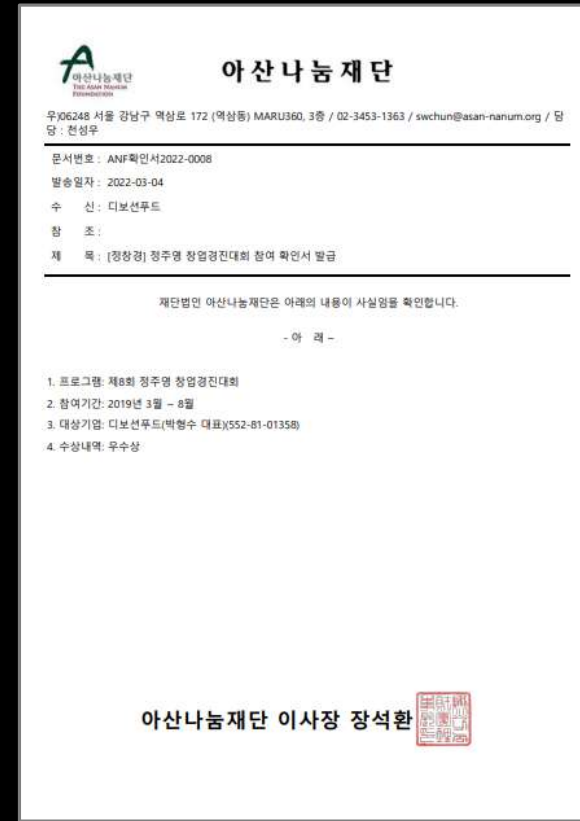 아산나눔재단
THE ASAN NANUM
FOUNDATION
아산나눔재단
우)06248 서울 강남구 역삼로 172 (역삼동) MARU360, 3층 / 02-3453-1363 / swchun@asan-nanum.org / 담
당 : 천성우
문서번호 : ANF확인서2022-0008
발송일자 : 2022-03-04
수 신 : 디보션푸드
참 조 :
제 목 : [정창경] 정주영 창업경진대회 참여 확인서 발급
재단법인 아산나눔재단은 아래의 내용이 사실임을 확인합니다.
- 아 래 –
1. 프로그램: 제8회 정주영 창업경진대회
2. 참여기간: 2019년 3월 – 8월
3. 대상기업: 디보션푸드(박형수 대표)(552-81-01358)
4. 수상내역: 우수상
아산나눔재단 이사장 장석환